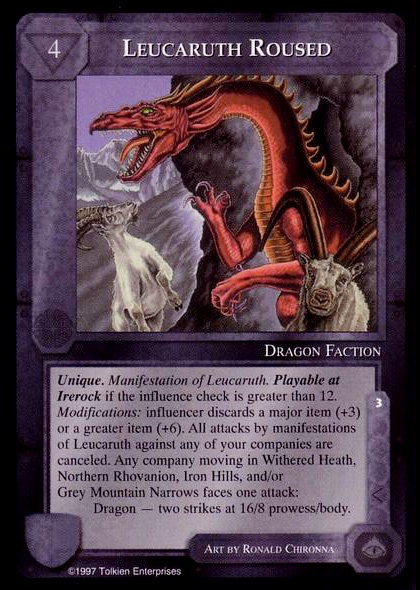 4
LEUCARUTH ROUSED
DRAGON FACTION
Unique. Manifestation of Leucaruth. Playable at
Irerock if the influence check is greater than 12.
Modifications: influencer discards a major item (+3)
or a greater item (+6). All attacks by manifestations
of Leucaruth against any of your companies are
canceled. Any company moving in Withered Heath,
Northern Rhovanion, Iron Hills, and/or
Grey Mountain Narrows faces one attack:
Dragon — two strikes at 16/8 prowess/body.
3
ART BY RONALD CHIRONNA
©1997 Tolkien Enterprises